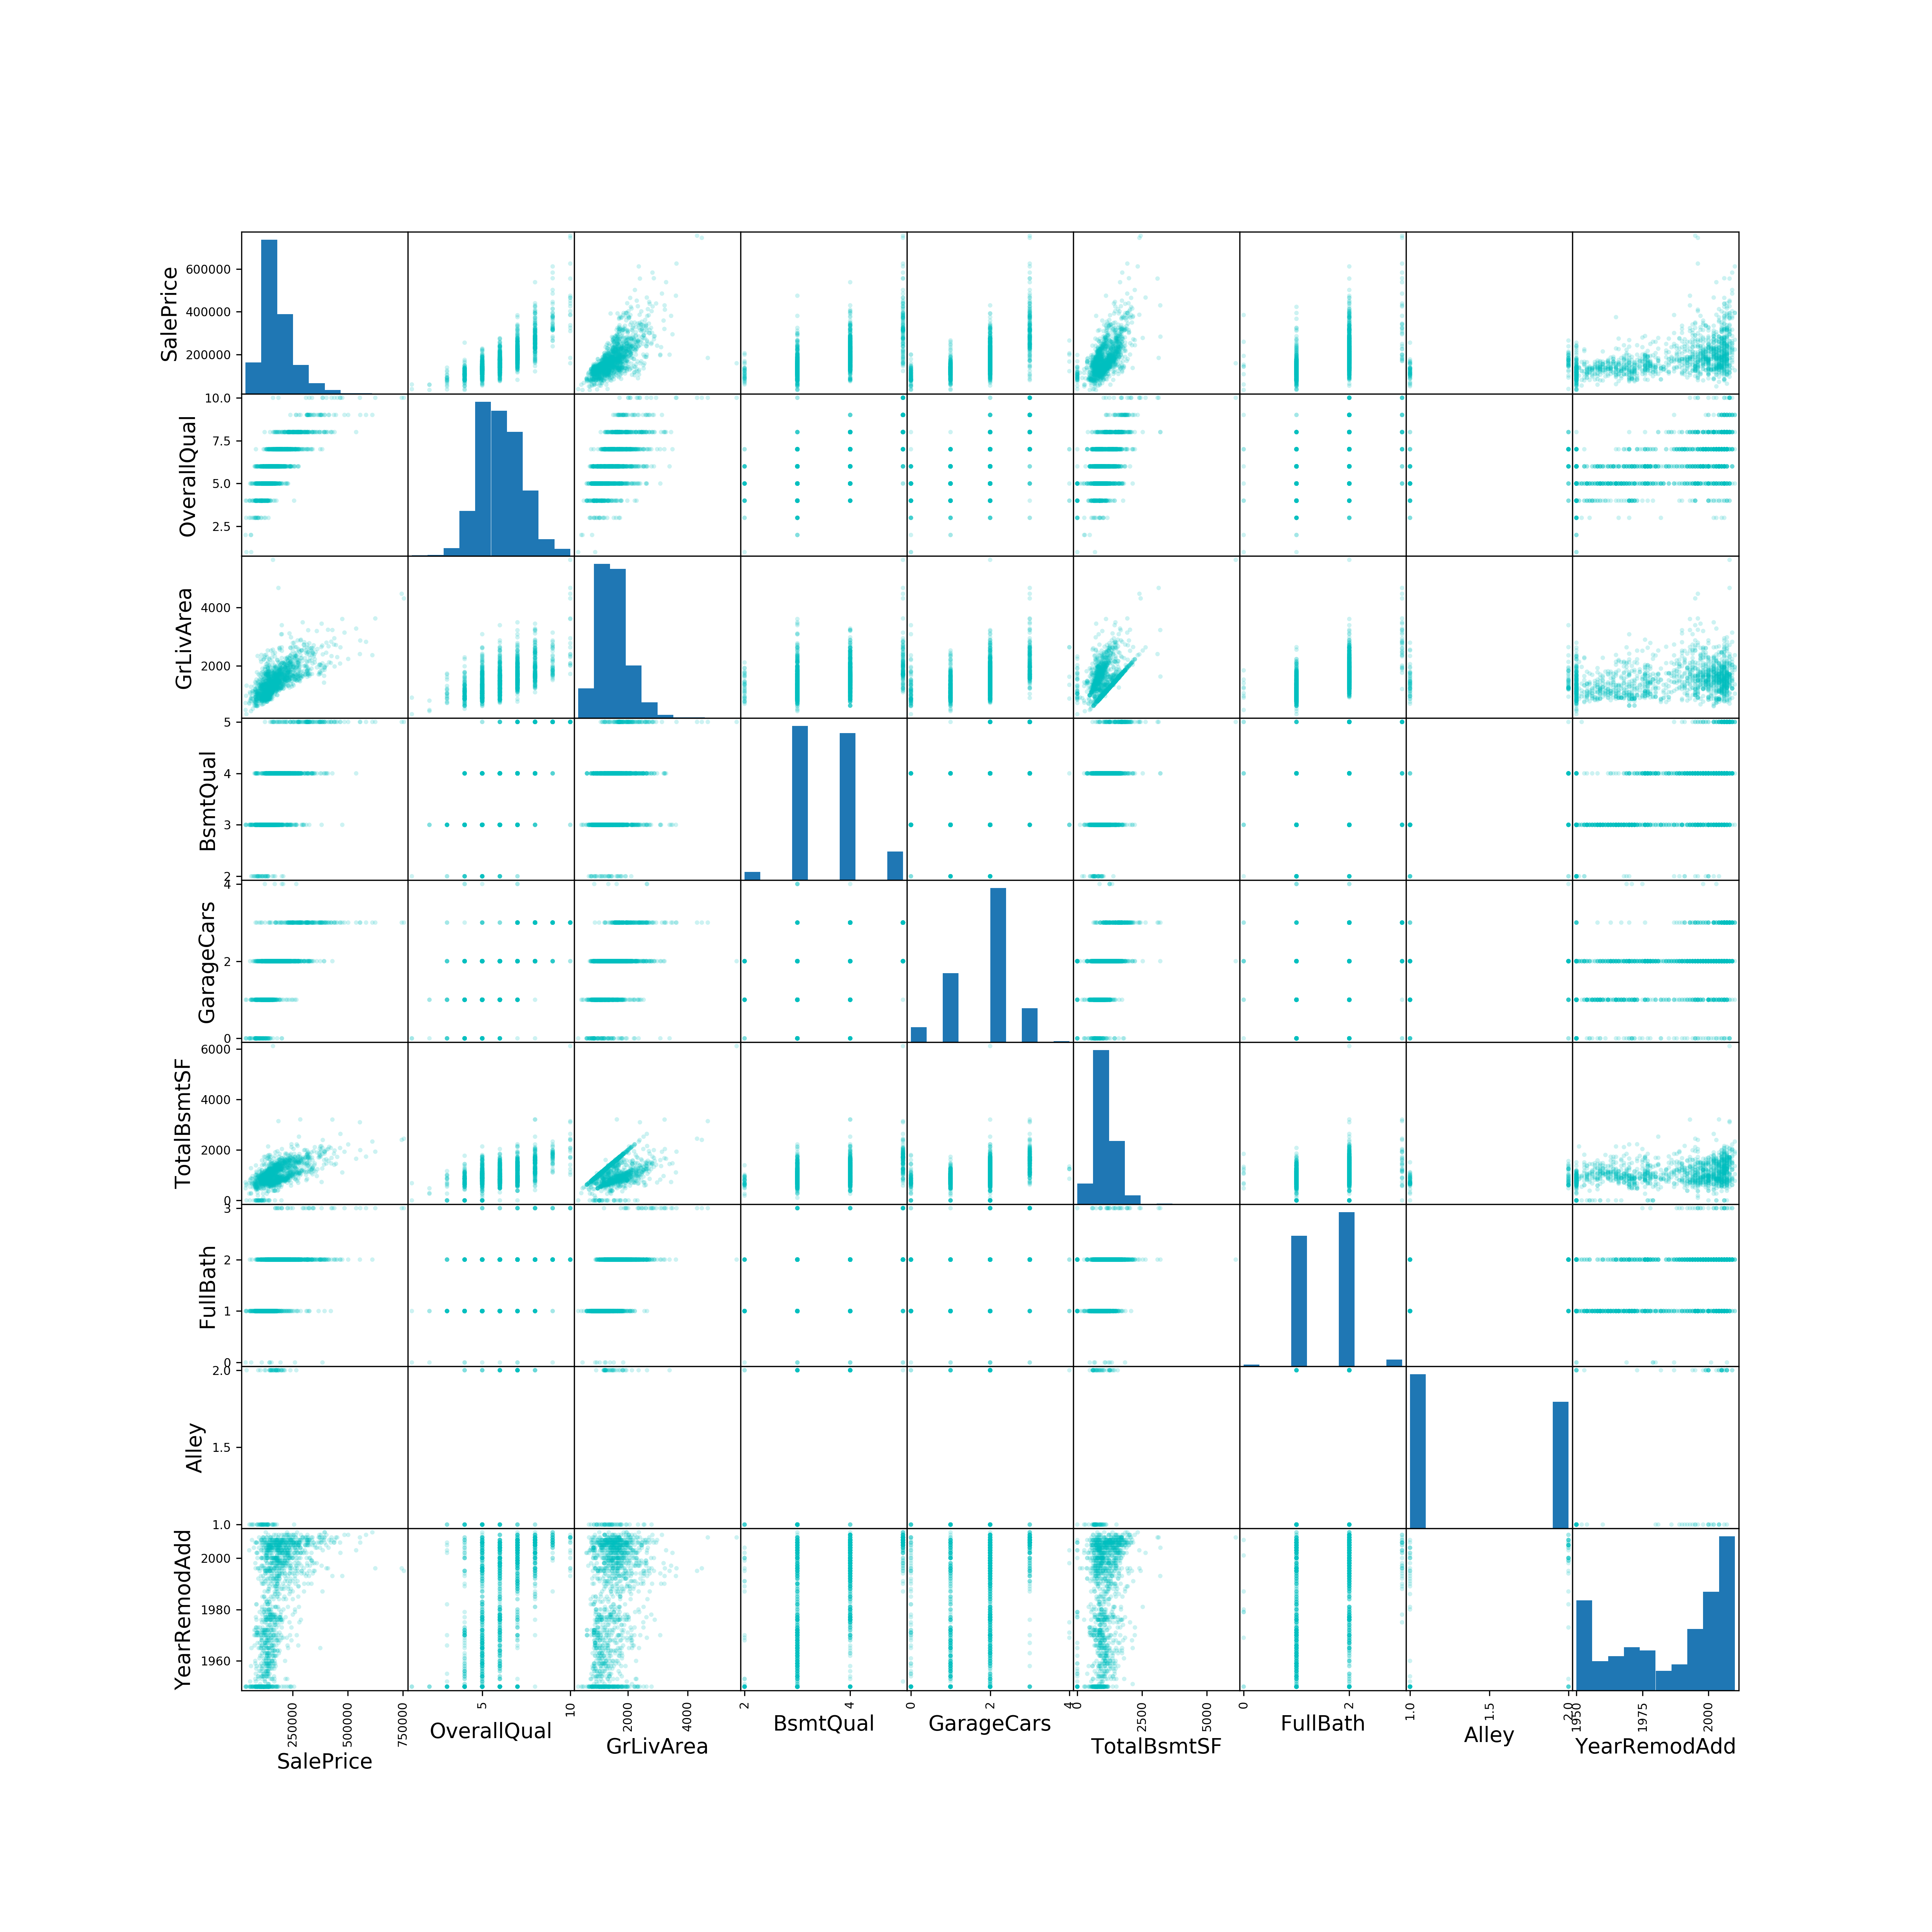 SalePrice
600000
400000
200000
OverallQual
10.0
7.5
5.0
2.5
GrLivArea
4000
2000
BsmtQual
5
4
3
2
GarageCars
4
3
2
1
0
TotalBsmtSF
6000
4000
2000
0
FullBath
3
2
1
0
Alley
2.0
1.5
1.0
YearRemodAdd
2000
1980
1960
250000 500000 750000 5 10 2000 4000 2 4 0 2 4 0 2500 5000 0 2 1.0 1.5 2.0 1950 1975 2000
SalePrice OverallQual GrLivArea BsmtQual GarageCars TotalBsmtSF FullBath Alley YearRemodAdd